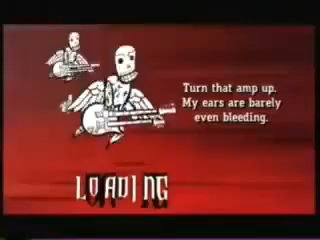 Turn that amp up.
My ears are barely
even bleeding.
LOADING